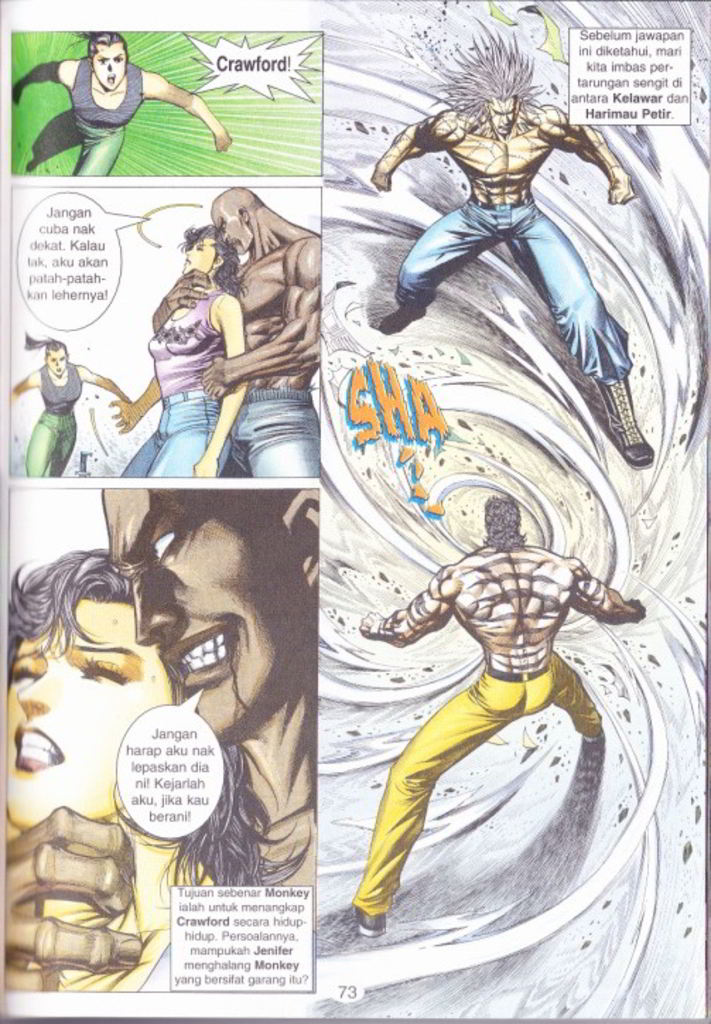 Crawford!
Jangan
cuba nak
dekat. Kalau
tak, aku akan
patah-patah-
kan lehernya!
Jangan
harap aku nak
lepaskan dia
ni! Kejarlah
aku, jika kau
berani!
Tujuan sebenar Monkey
ialah untuk menangkap
Crawford secara hidup-
hidup. Persoalannya,
mampukah Jenifer
menghalang Monkey
yang bersifat garang itu?
Sebelum jawapan
ini diketahui, mari
kita imbas per-
tarungan sengit di
antara Kelawar dan
Harimau Petir.
SHA
73